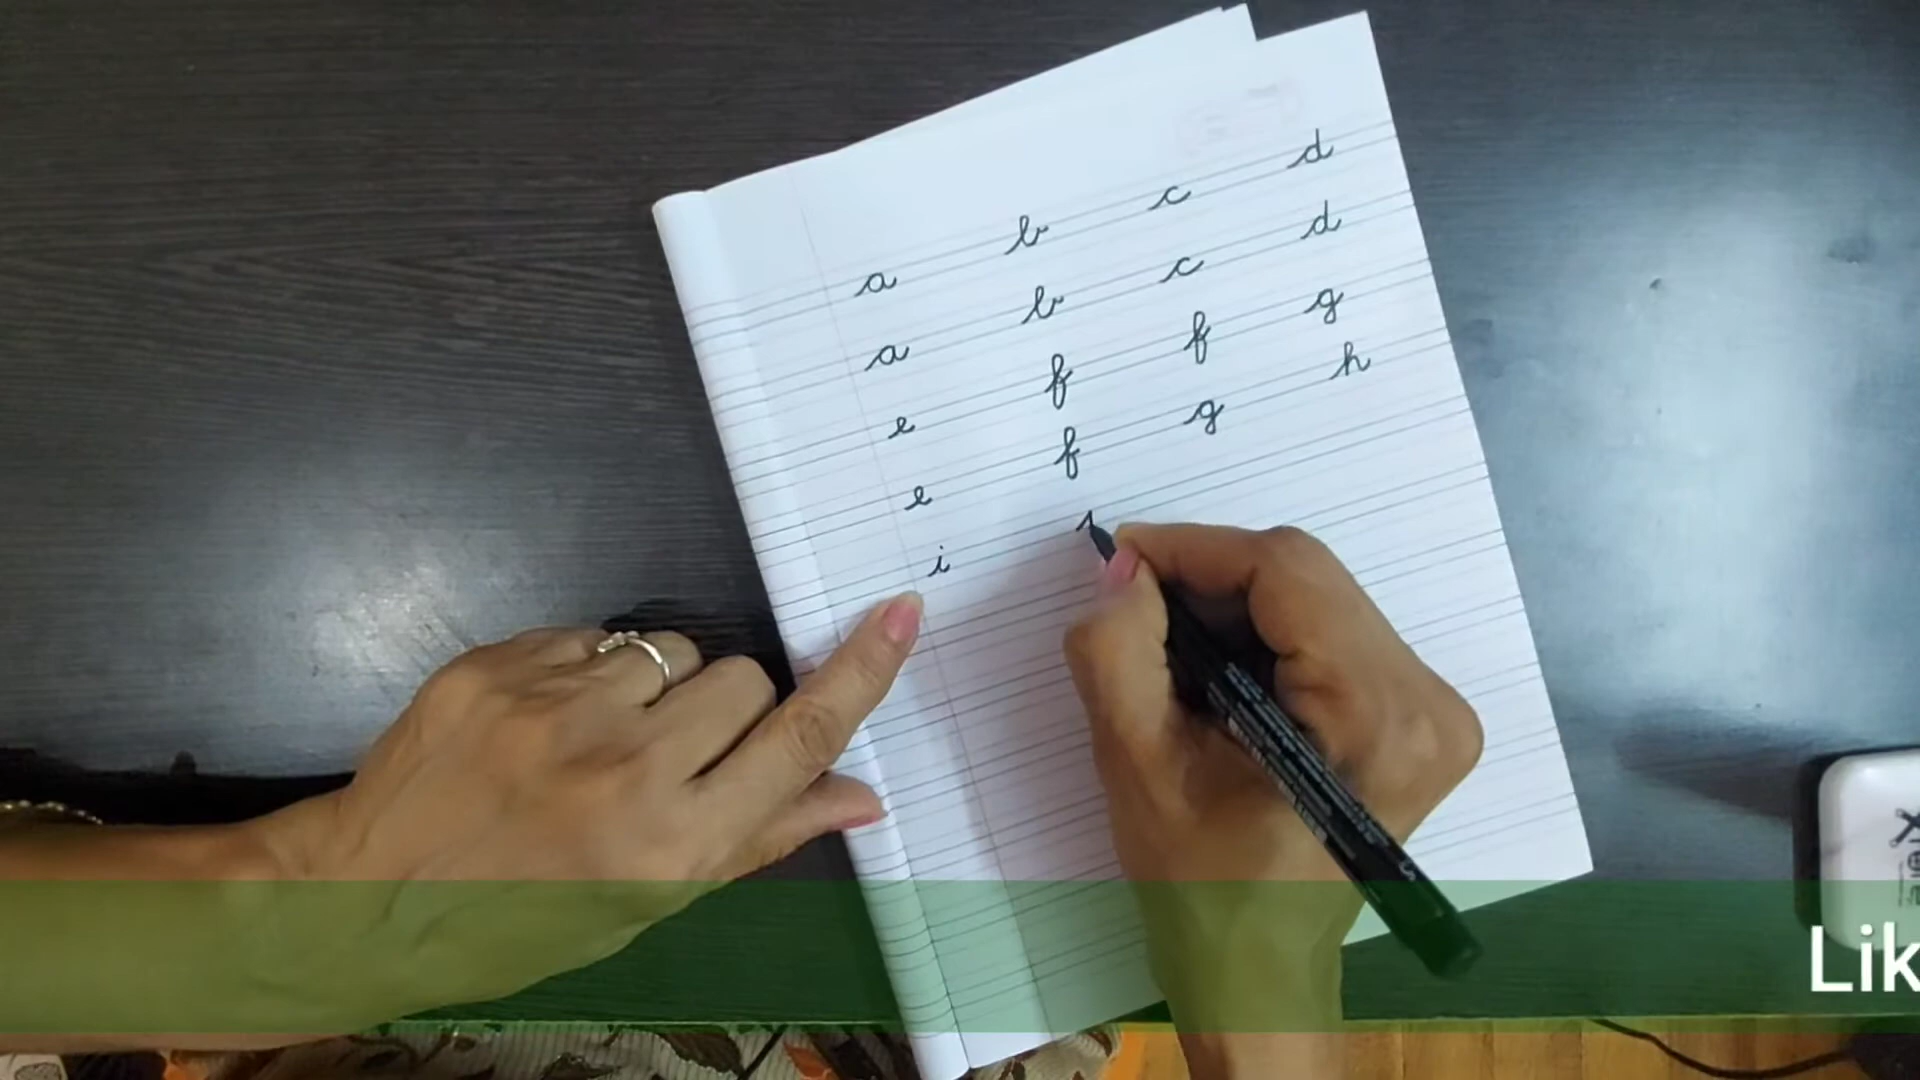 a b c d
a b c d
e f f g
e f g h
i
Lik